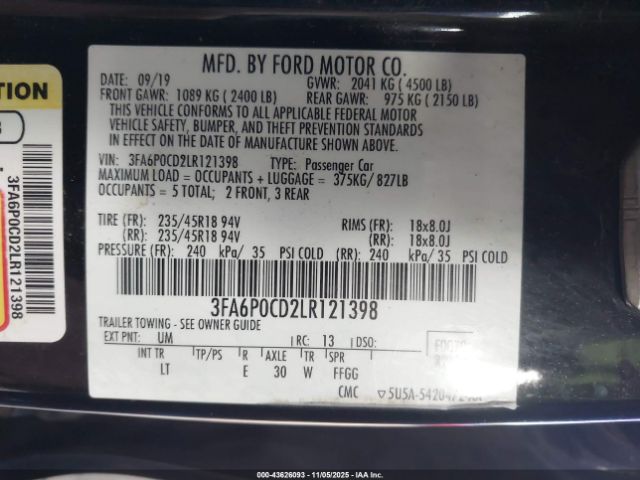 MFD. BY FORD MOTOR CO.
DATE: 09/19 GVWR: 2041 KG ( 4500 LB)
FRONT GAWR: 1089 KG ( 2400 LB) REAR GAWR: 975 KG ( 2150 LB)
THIS VEHICLE CONFORMS TO ALL APPLICABLE FEDERAL MOTOR
VEHICLE SAFETY, BUMPER, AND THEFT PREVENTION STANDARDS
IN EFFECT ON THE DATE OF MANUFACTURE SHOWN ABOVE.
VIN: 3FA6P0CD2LR121398 TYPE: Passenger Car
MAXIMUM LOAD = OCCUPANTS + LUGGAGE = 375KG/ 827LB
OCCUPANTS = 5 TOTAL; 2 FRONT, 3 REAR
TIRE (FR): 235/45R18 94V RIMS (FR): 18x8.0J
(RR): 235/45R18 94V (RR): 18x8.0J
PRESSURE (FR): 240 kPa/ 35 PSI COLD (RR): 240 kPa/ 35 PSI COLD
3FA6P0CD2LR121398
TRAILER TOWING - SEE OWNER GUIDE
EXT PNT: UM RC: 13 DSO:
INT TR TP/PS R AXLE TR SPR
LT E 30 W FFGG
CMC
3FA6P0CD2LR121398
000-43626093 - 11/05/2025 - IAAI.COM